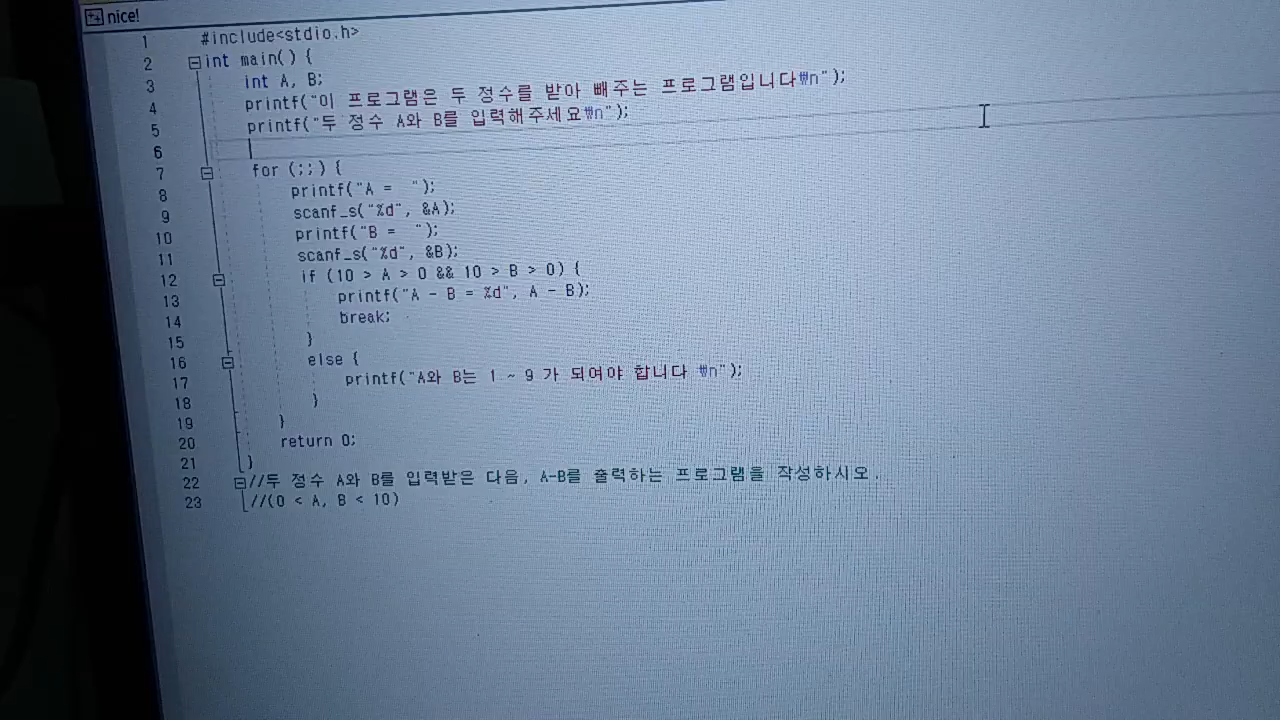 nice!
1 #include<stdio.h>
2 int main() {
3 int A, B;
4 printf("이 프로그램은 두 정수를 받아 빼주는 프로그램입니다₩n");
5 printf("두 정수 A와 B를 입력해주세요₩n");
6
7 for (;;) {
8 printf("A =  ");
9 scanf_s("%d", &A);
10 printf("B =  ");
11 scanf_s("%d", &B);
12 if (10 > A > 0 && 10 > B > 0) {
13 printf("A - B = %d", A - B);
14 break;
15 }
16 else {
17 printf("A와 B는 1 ~ 9 가 되여야 합니다 ₩n");
18 }
19 }
20 return 0;
21 }
22 //두 정수 A와 B를 입력받은 다음, A-B를 출력하는 프로그램을 작성하시오.
23 //(0 < A, B < 10)